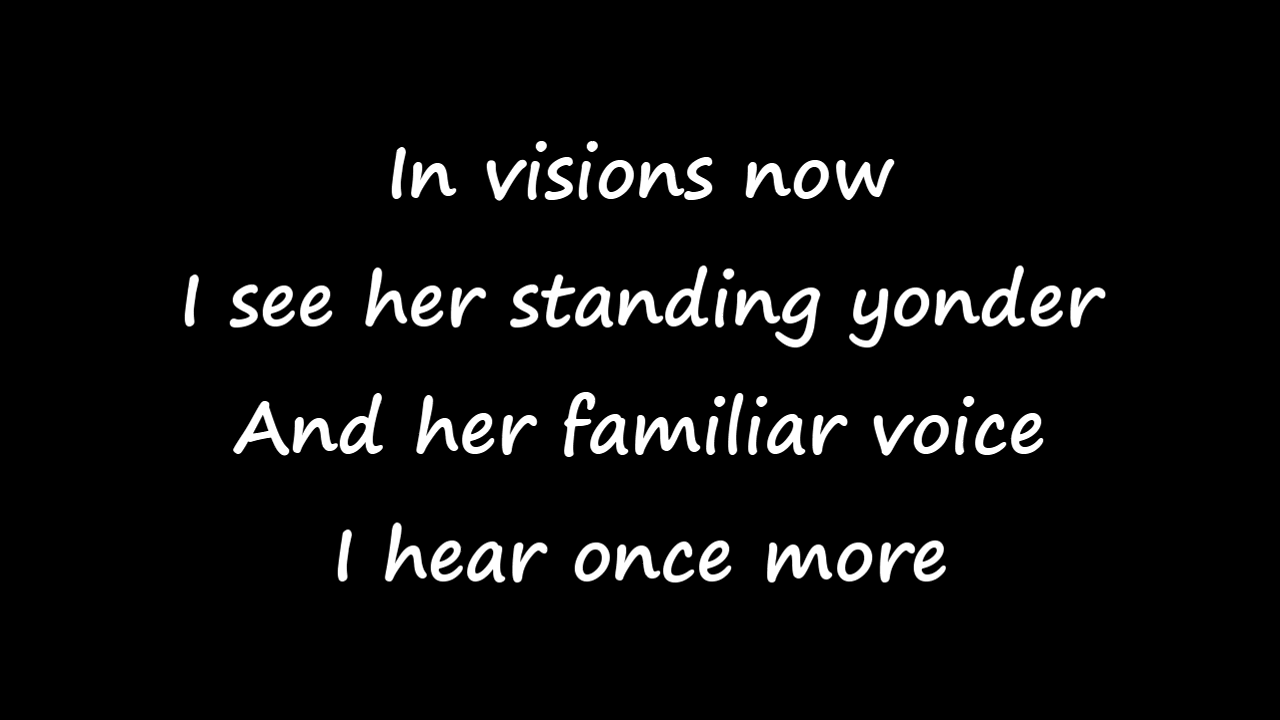 In visions now
I see her standing yonder
And her familiar voice
I hear once more